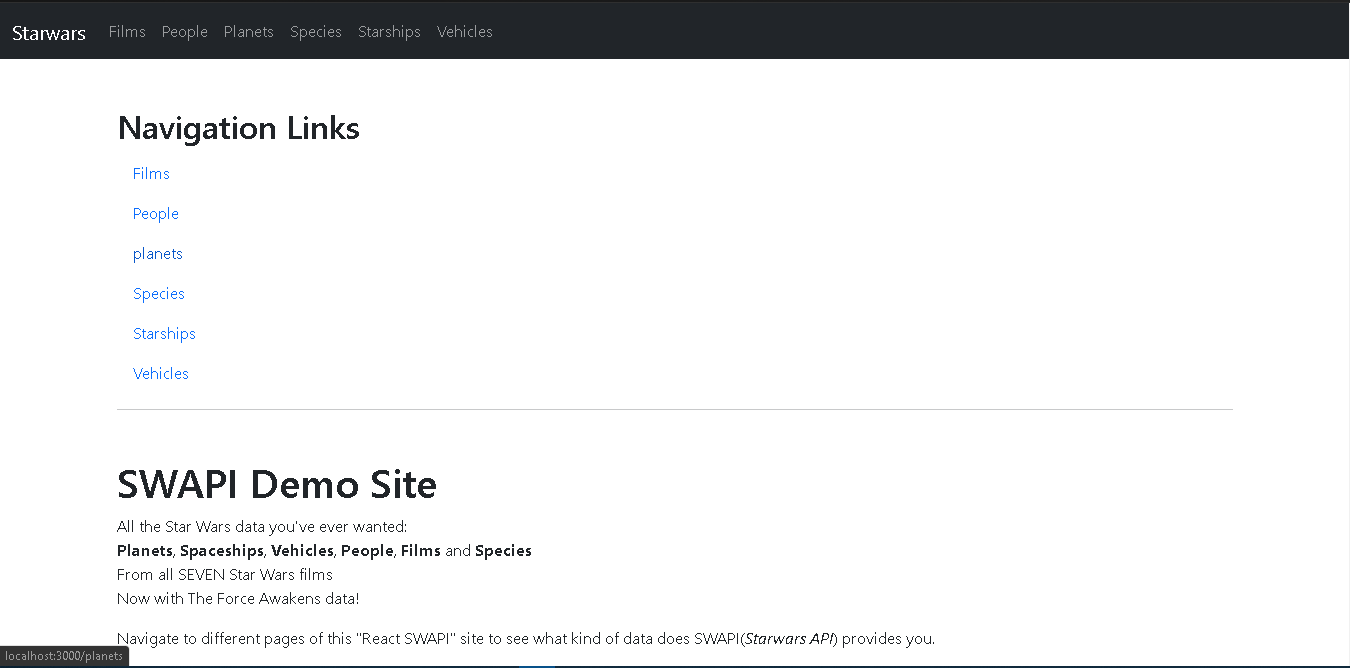 Starwars Films People Planets Species Starships Vehicles
Navigation Links
Films
People
planets
Species
Starships
Vehicles
SWAPI Demo Site
All the Star Wars data you've ever wanted:
Planets, Spaceships, Vehicles, People, Films and Species
From all SEVEN Star Wars films
Now with The Force Awakens data!
Navigate to different pages of this "React SWAPI" site to see what kind of data does SWAPI(Starwars API) provides you.
localhost:3000/planets